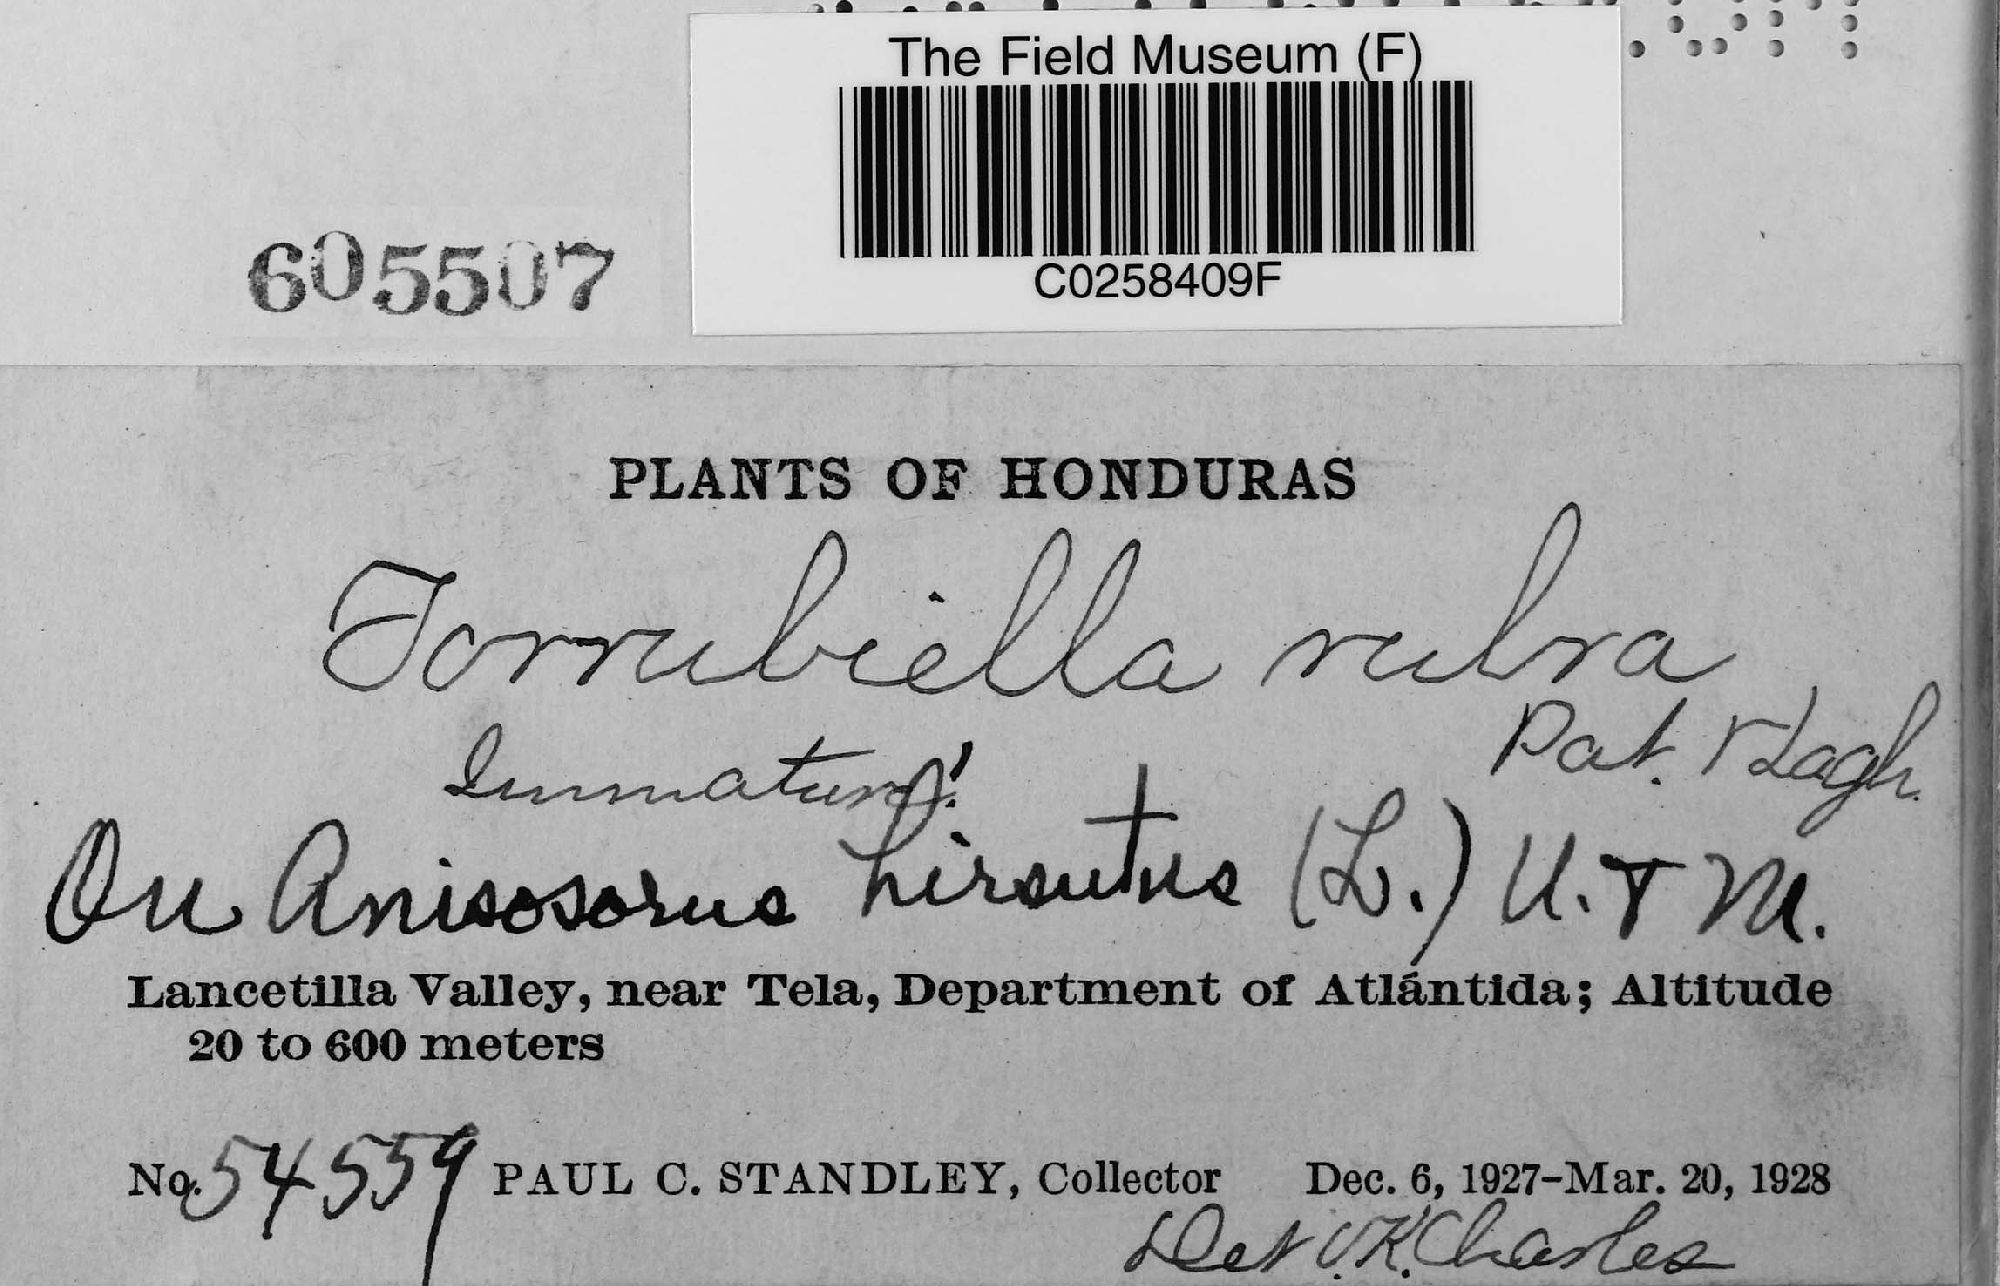 The Field Museum (F)
C0258409F
605507
PLANTS OF HONDURAS
Torrubiella rubra
Pat. & Lagh.
Immature!
On Anisosorus hirsutus (L.) U. & M.
Lancetilla Valley, near Tela, Department of Atlántida; Altitude
20 to 600 meters
No. 54559 PAUL C. STANDLEY, Collector Dec. 6, 1927–Mar. 20, 1928
Det V.K. Charles